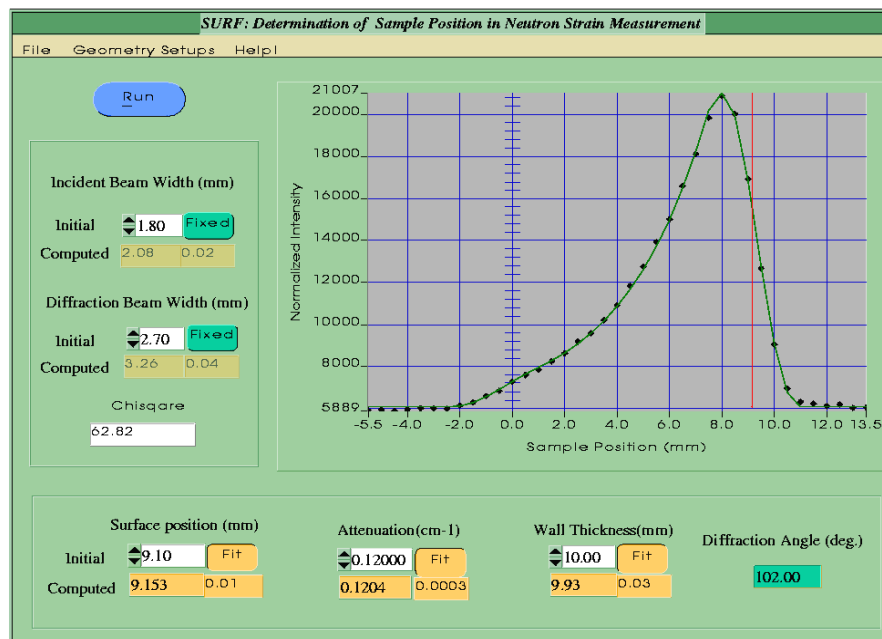 SURF: Determination of Sample Position in Neutron Strain Measurement
File Geometry Setups Help!
Run
Incident Beam Width (mm)
Initial 1.80 Fixed
Computed 2.08 0.02
Diffraction Beam Width (mm)
Initial 2.70 Fixed
Computed 3.26 0.04
Chisqare
62.82
Normalized Intensity
21007
20000
18000
16000
14000
12000
10000
8000
5889
-5.5 -4.0 -2.0 0.0 2.0 4.0 6.0 8.0 10.0 12.0 13.5
Sample Position (mm)
Surface position (mm)
Initial 9.10 Fit
Computed 9.153 0.01
Attenuation(cm-1)
0.12000 Fit
0.1204 0.0003
Wall Thickness(mm)
10.00 Fit
9.93 0.03
Diffraction Angle (deg.)
102.00